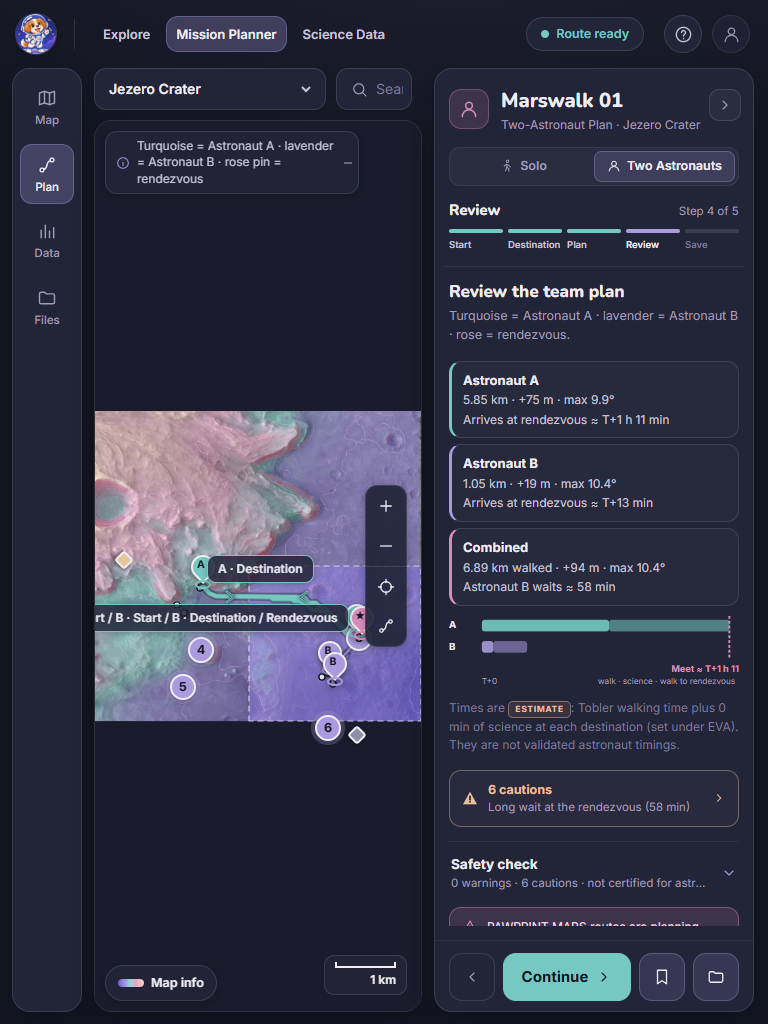 Explore
Mission Planner
Science Data
Route ready
Map
Plan
Data
Files
Jezero Crater
Sear
Turquoise = Astronaut A · lavender
= Astronaut B · rose pin =
rendezvous
A
A · Destination
rt / B · Start / B · Destination / Rendezvous
4
B
B
5
6
Map info
1 km
Marswalk 01
Two-Astronaut Plan · Jezero Crater
Solo
Two Astronauts
Review
Step 4 of 5
Start
Destination
Plan
Review
Save
Review the team plan
Turquoise = Astronaut A · lavender = Astronaut B
· rose = rendezvous.
Astronaut A
5.85 km · +75 m · max 9.9°
Arrives at rendezvous ≈ T+1 h 11 min
Astronaut B
1.05 km · +19 m · max 10.4°
Arrives at rendezvous ≈ T+13 min
Combined
6.89 km walked · +94 m · max 10.4°
Astronaut B waits ≈ 58 min
A
B
Meet ≈ T+1 h 11
T+0
walk · science · walk to rendezvous
Times are ESTIMATE: Tobler walking time plus 0
min of science at each destination (set under EVA).
They are not validated astronaut timings.
6 cautions
Long wait at the rendezvous (58 min)
Safety check
0 warnings · 6 cautions · not certified for astr...
PAWPRINT MARS routes are planning
Continue